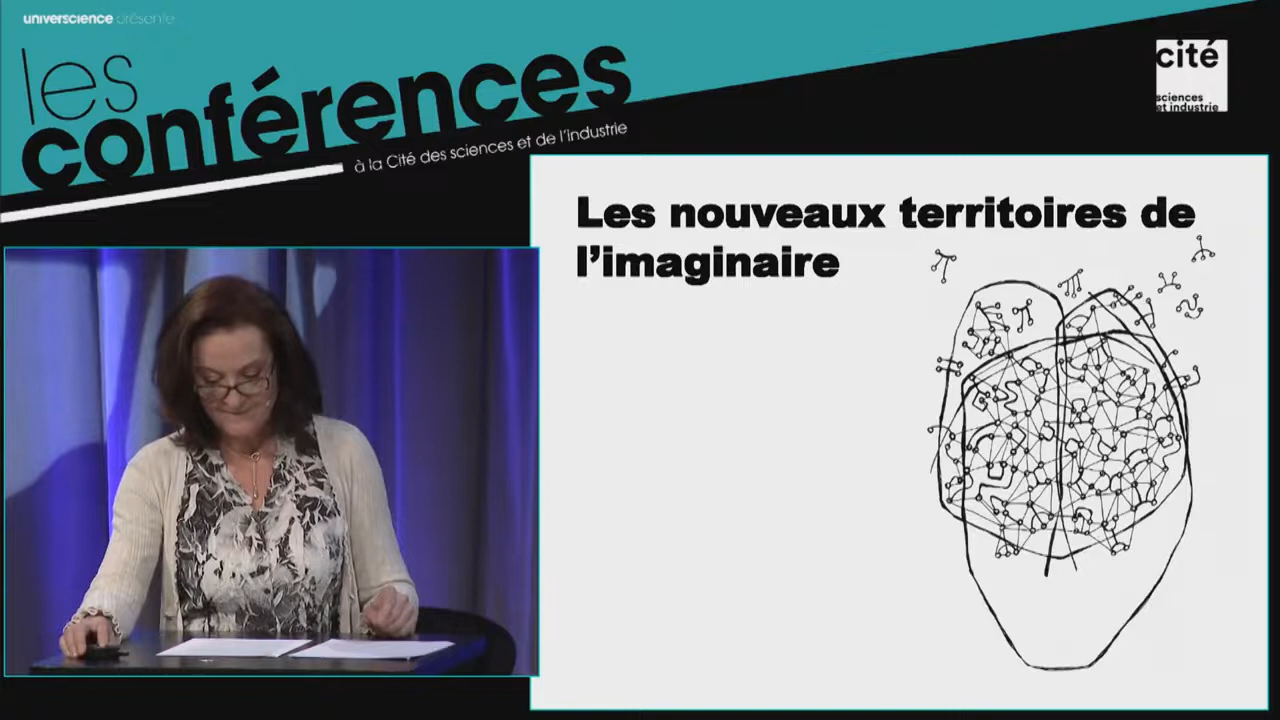 universcience présente
les
conférences
à la Cité des sciences et de l'industrie
cité
sciences
et industrie
Les nouveaux territoires de
l'imaginaire